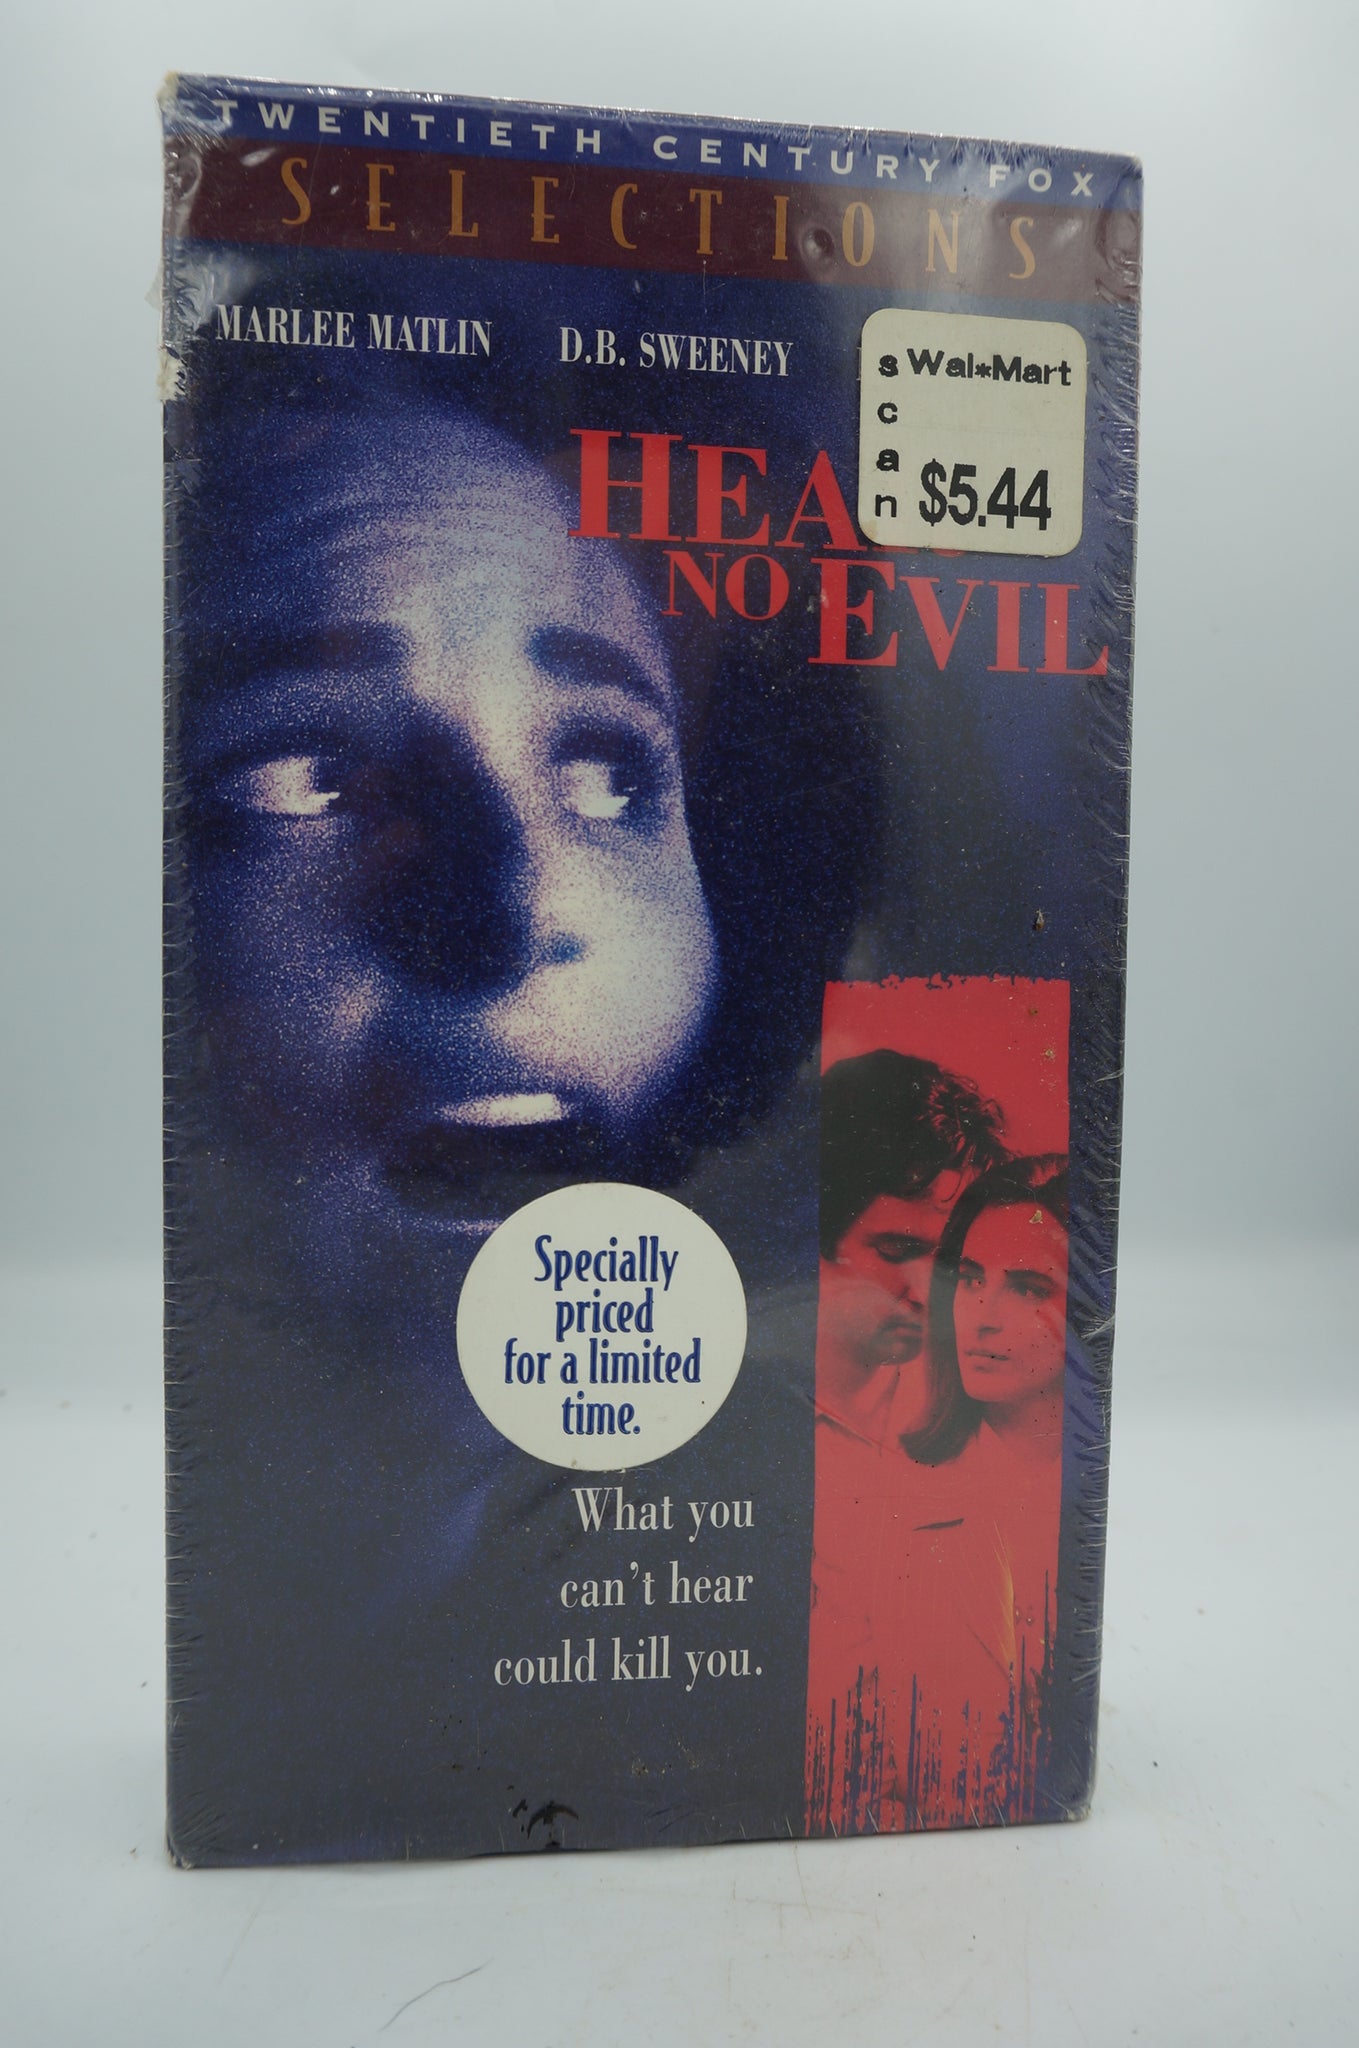 TWENTIETH CENTURY FOX
SELECTIONS
MARLEE MATLIN D.B. SWEENEY
s Wal*Mart
c
a
n $5.44
NO EVIL
Specially
priced
for a limited
time.
What you
can't hear
could kill you.